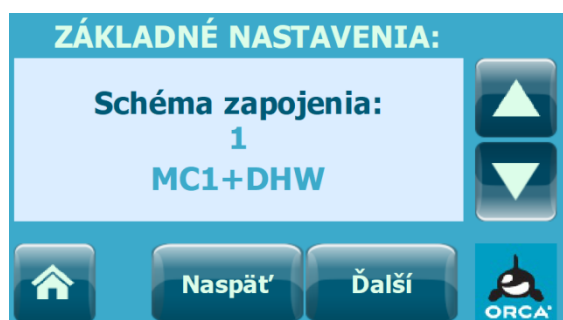 ZÁKLADNÉ NASTAVENIA:
Schéma zapojenia:
1
MC1+DHW
Naspäť
Ďalší
ORCA®